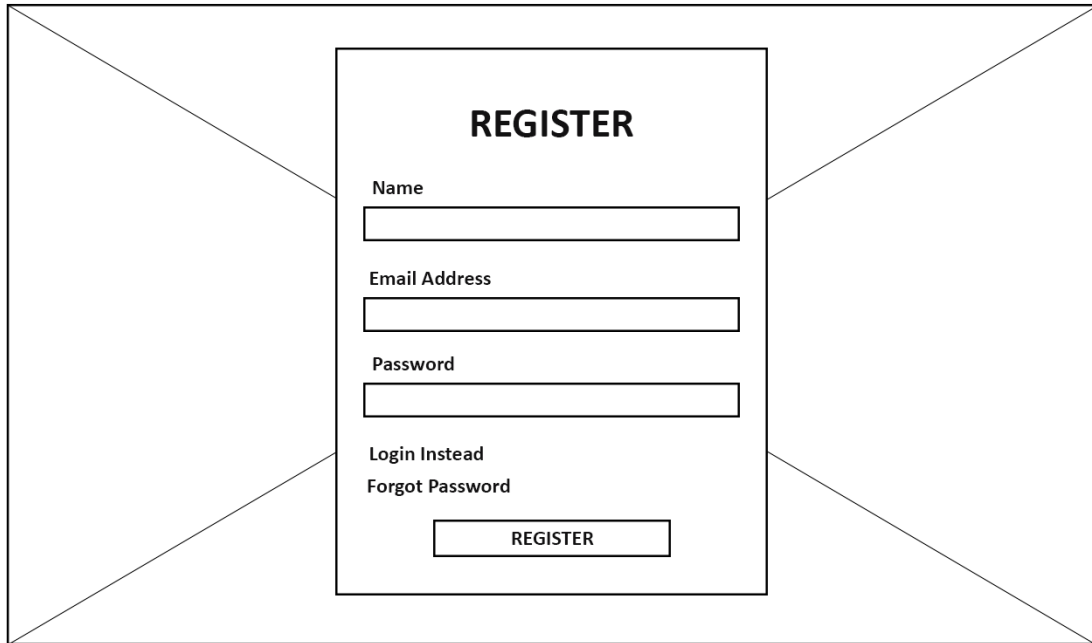 REGISTER
Name
Email Address
Password
Login Instead
Forgot Password
REGISTER